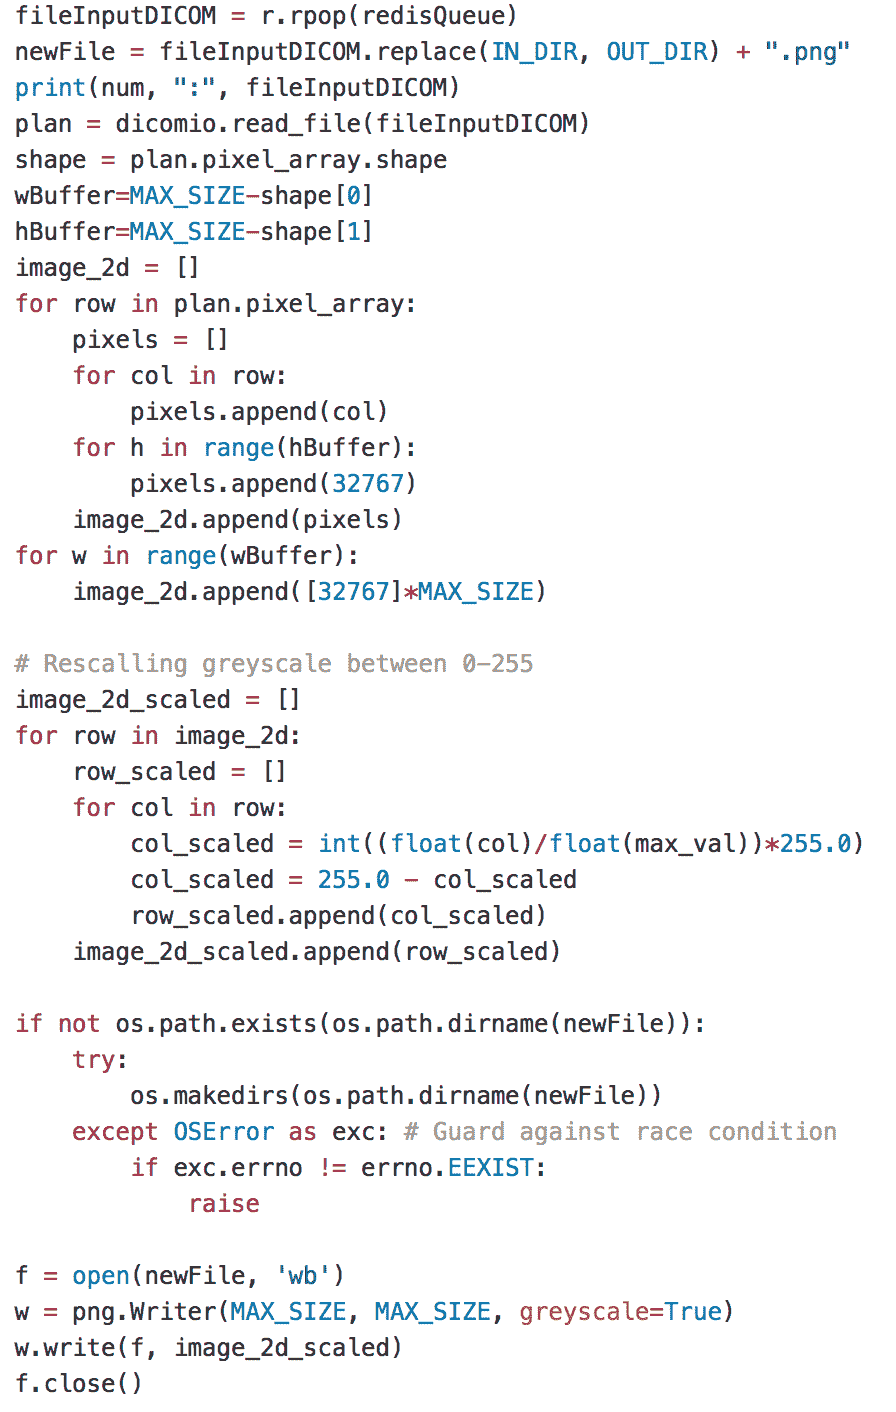 fileInputDICOM = r.rpop(redisQueue)
newFile = fileInputDICOM.replace(IN_DIR, OUT_DIR) + ".png"
print(num, ":", fileInputDICOM)
plan = dicomio.read_file(fileInputDICOM)
shape = plan.pixel_array.shape
wBuffer=MAX_SIZE-shape[0]
hBuffer=MAX_SIZE-shape[1]
image_2d = []
for row in plan.pixel_array:
    pixels = []
    for col in row:
        pixels.append(col)
    for h in range(hBuffer):
        pixels.append(32767)
    image_2d.append(pixels)
for w in range(wBuffer):
    image_2d.append([32767]*MAX_SIZE)

# Rescalling greyscale between 0-255
image_2d_scaled = []
for row in image_2d:
    row_scaled = []
    for col in row:
        col_scaled = int((float(col)/float(max_val))*255.0)
        col_scaled = 255.0 - col_scaled
        row_scaled.append(col_scaled)
    image_2d_scaled.append(row_scaled)

if not os.path.exists(os.path.dirname(newFile)):
    try:
        os.makedirs(os.path.dirname(newFile))
    except OSError as exc: # Guard against race condition
        if exc.errno != errno.EEXIST:
            raise

f = open(newFile, 'wb')
w = png.Writer(MAX_SIZE, MAX_SIZE, greyscale=True)
w.write(f, image_2d_scaled)
f.close()